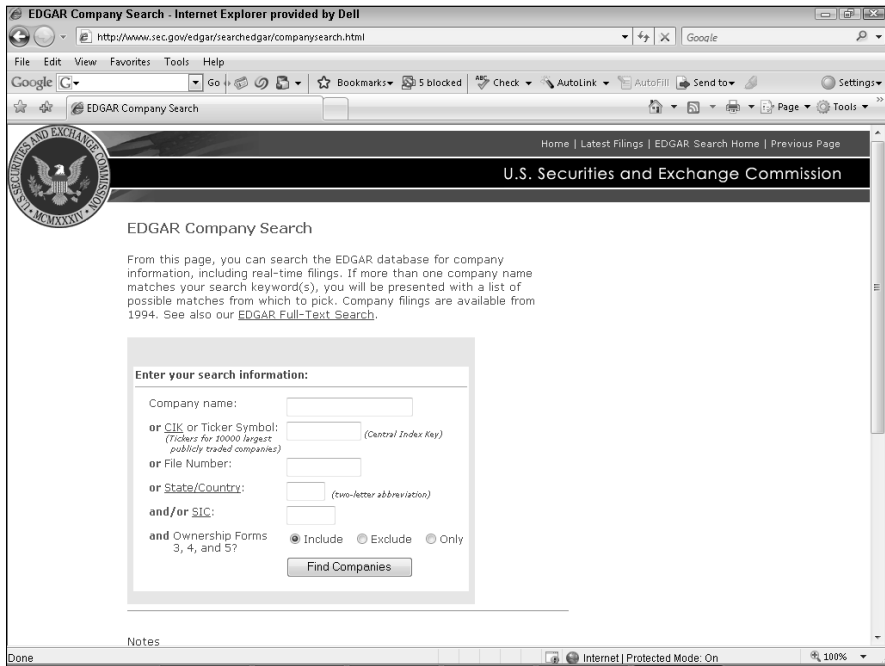 EDGAR Company Search - Internet Explorer provided by Dell
http://www.sec.gov/edgar/searchedgar/companysearch.html
Google
File Edit View Favorites Tools Help
Google G Go Bookmarks 5 blocked ABC Check AutoLink AutoFill Send to Settings
EDGAR Company Search Page Tools
Home | Latest Filings | EDGAR Search Home | Previous Page
U.S. Securities and Exchange Commission
SECURITIES AND EXCHANGE COMMISSION
MCMXXXIV
EDGAR Company Search
From this page, you can search the EDGAR database for company
information, including real-time filings. If more than one company name
matches your search keyword(s), you will be presented with a list of
possible matches from which to pick. Company filings are available from
1994. See also our EDGAR Full-Text Search.
Enter your search information:
Company name:
or CIK or Ticker Symbol:
(Tickers for 10000 largest
publicly traded companies)
(Central Index Key)
or File Number:
or State/Country:
(two-letter abbreviation)
and/or SIC:
and Ownership Forms
3, 4, and 5?
Include Exclude Only
Find Companies
Notes
Done Internet | Protected Mode: On 100%